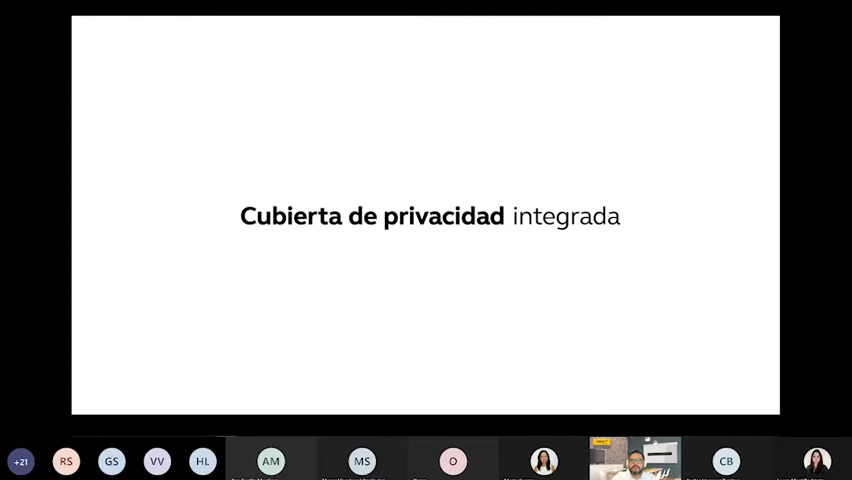 Cubierta de privacidad integrada
+21
RS
GS
VV
HL
AM
MS
O
CB